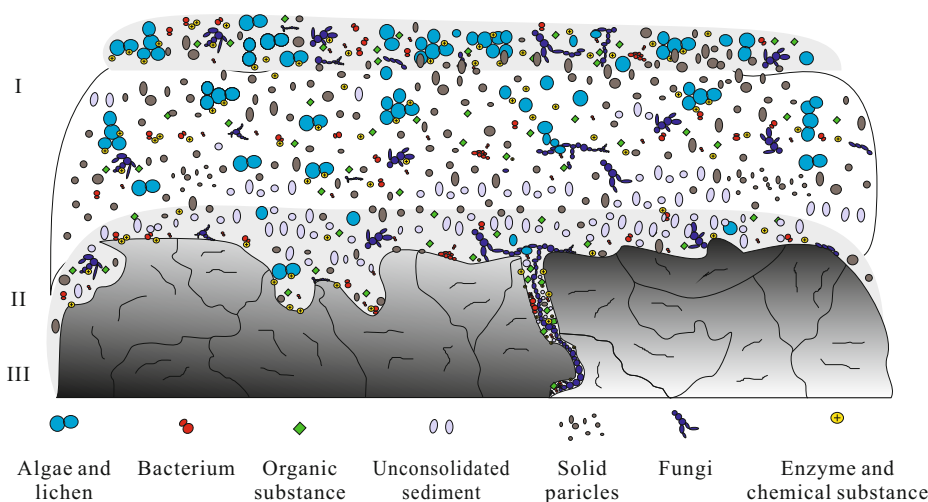 I
II
III
Algae and
lichen
Bacterium
Organic
substance
Unconsolidated
sediment
Solid
paricles
Fungi
Enzyme and
chemical substance